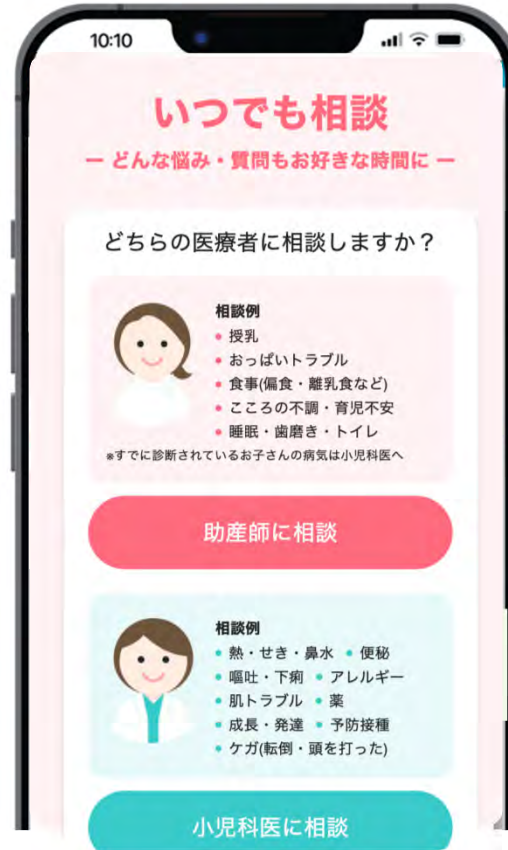 10:10
いつでも相談
ー どんな悩み・質問もお好きな時間に ー
どちらの医療者に相談しますか？
相談例
• 授乳
• おっぱいトラブル
• 食事(偏食・離乳食など)
• こころの不調・育児不安
• 睡眠・歯磨き・トイレ
※すでに診断されているお子さんの病気は小児科医へ
助産師に相談
相談例
• 熱・せき・鼻水 • 便秘
• 嘔吐・下痢 • アレルギー
• 肌トラブル • 薬
• 成長・発達 • 予防接種
• ケガ(転倒・頭を打った)
小児科医に相談